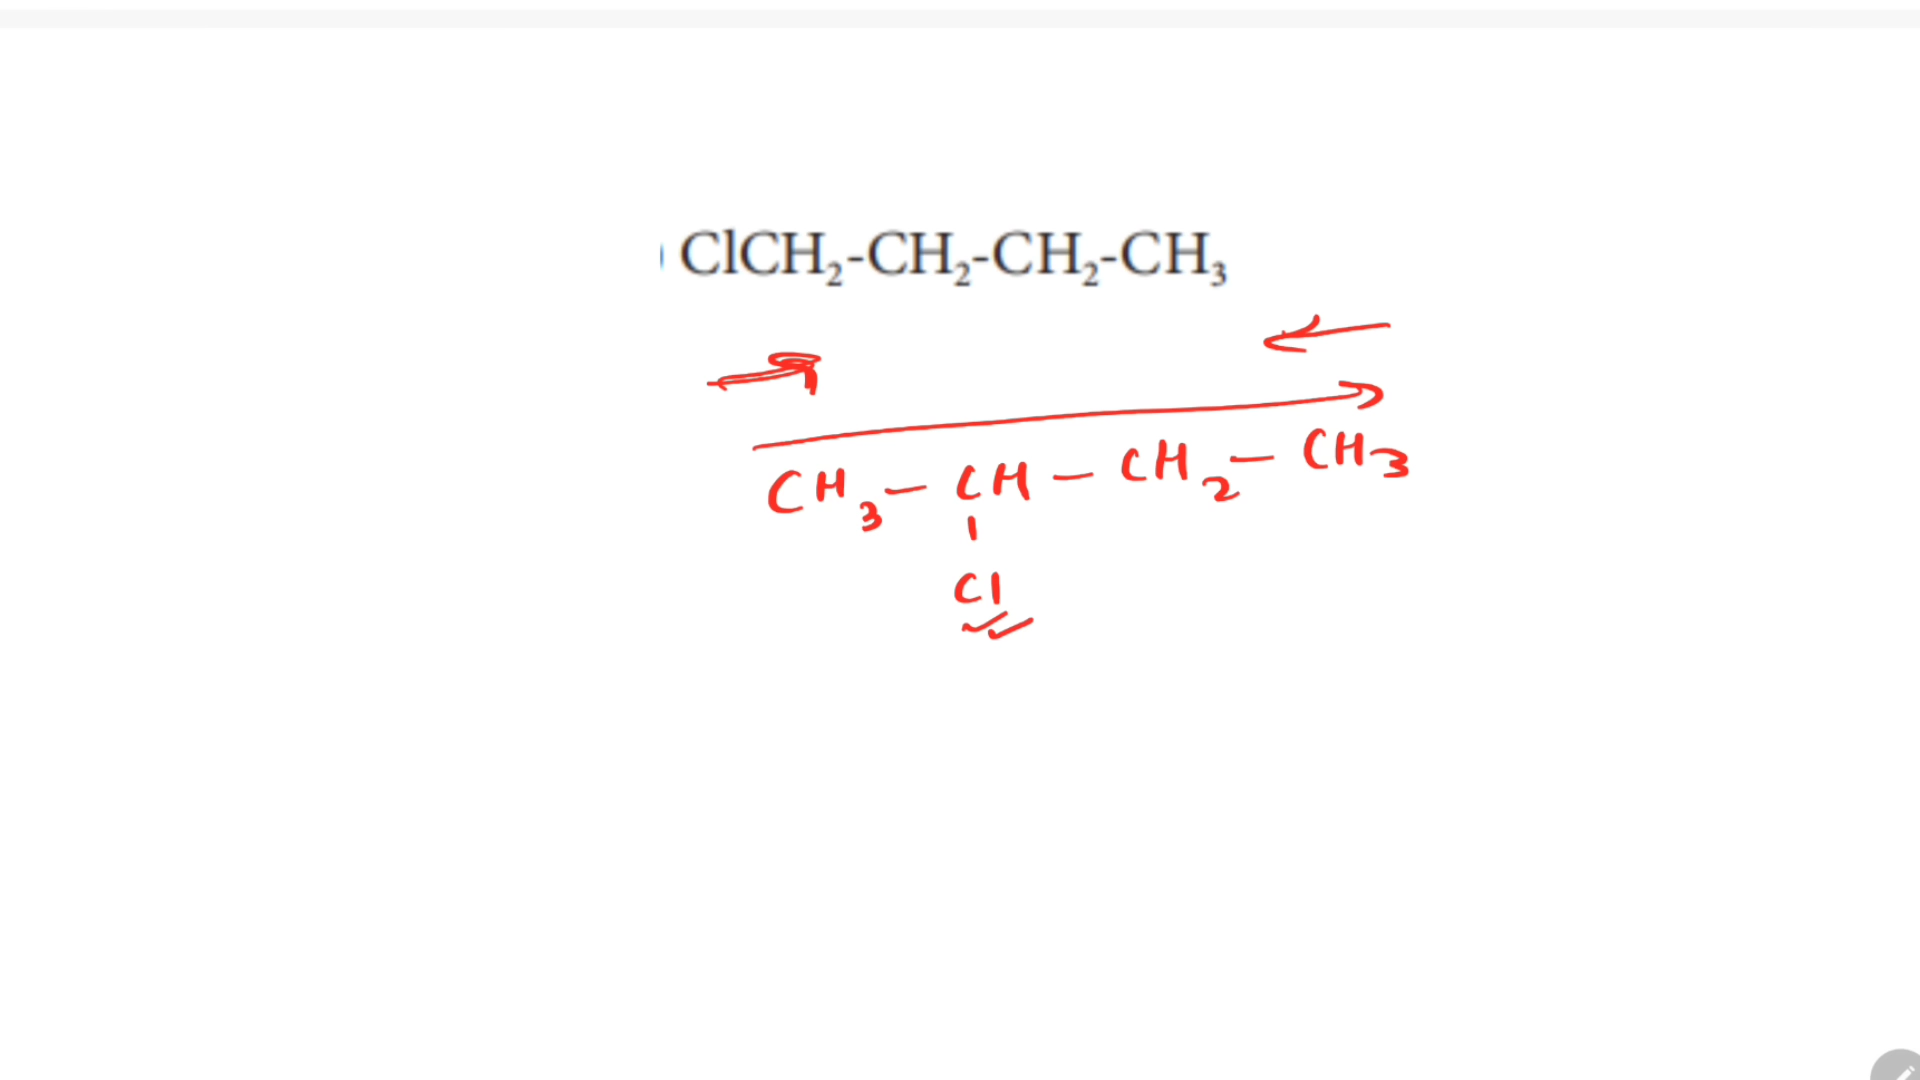 ClCH₂-CH₂-CH₂-CH₃
CH₃ — CH — CH₂ — CH₃
|
Cl